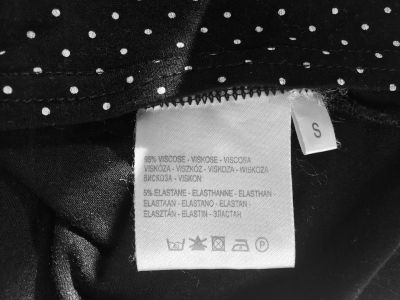 95% VISCOSE - VISKOSE - VISCOSA
VISKÓZA - VISZKÓZ - VISKOZA - WISKOZA
ВИСКОЗА - VISKON
5% ELASTANE - ELASTHANNE - ELASTHAN -
ELASTAAN - ELASTANO - ELASTAN -
ELASZTÁN - ELASTIN - ЭЛАСТАН
P
S